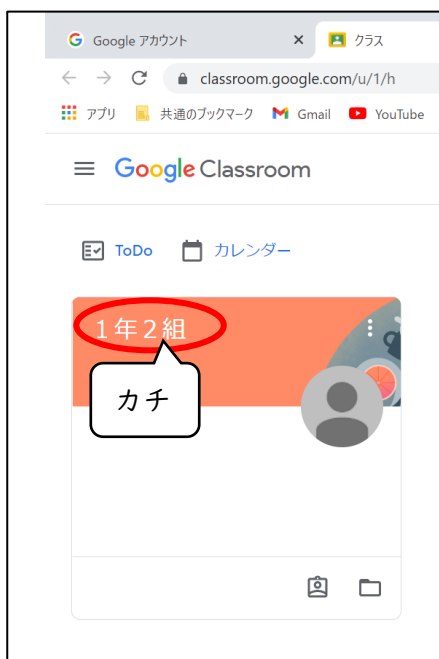 Google アカウント
クラス
classroom.google.com/u/1/h
アプリ 共通のブックマーク Gmail YouTube
Google Classroom
ToDo カレンダー
１年２組
カチ